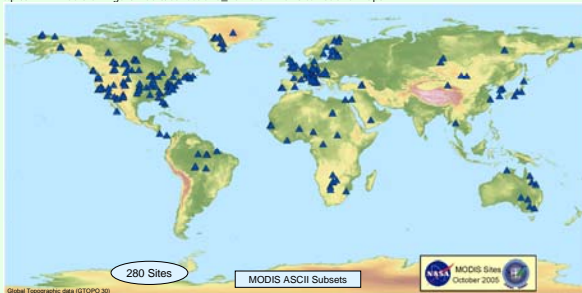 280 Sites
MODIS ASCII Subsets
NASA
MODIS Sites
October 2005
Global Topographic data (GTOPO 30)